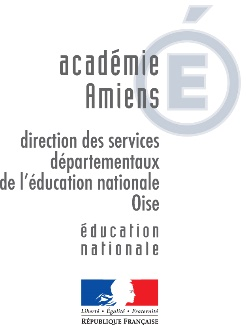 académie
Amiens
É
direction des services
départementaux
de l'éducation nationale
Oise
éducation
nationale
Liberté • Égalité • Fraternité
RÉPUBLIQUE FRANÇAISE